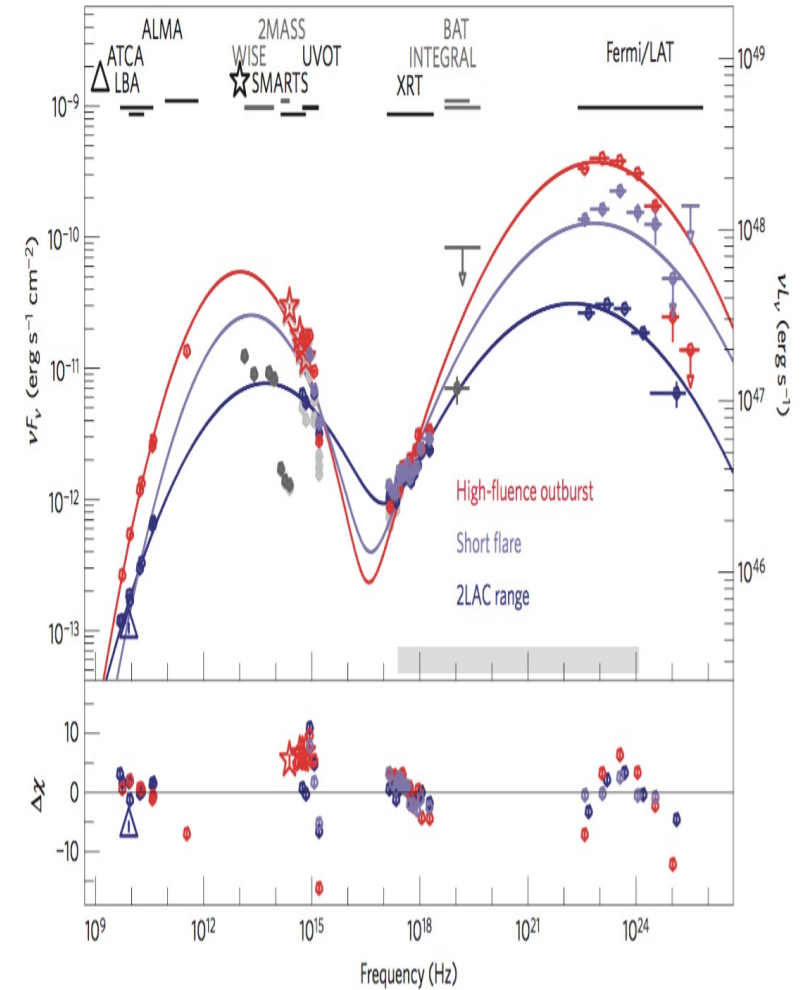 ALMA
2MASS
BAT
ATCA
WISE
UVOT
INTEGRAL
Fermi/LAT
LBA
SMARTS
XRT
10⁻⁹
10⁻¹⁰
10⁻¹¹
10⁻¹²
10⁻¹³
νFν (erg s⁻¹ cm⁻²)
10⁴⁹
10⁴⁸
10⁴⁷
10⁴⁶
νLν (erg s⁻¹)
High-fluence outburst
Short flare
2LAC range
10
0
−10
Δχ
10⁹ 10¹² 10¹⁵ 10¹⁸ 10²¹ 10²⁴
Frequency (Hz)